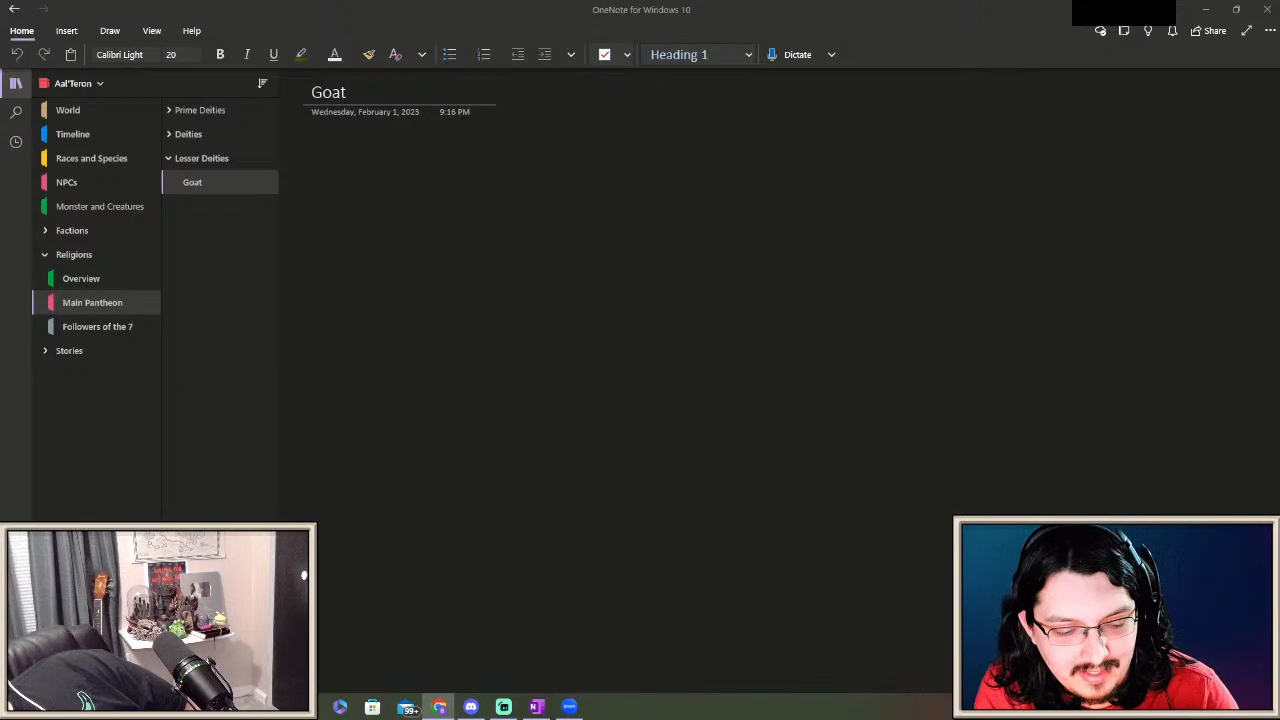 OneNote for Windows 10
Home Insert Draw View Help
Share
Calibri Light 20 B I U A Heading 1 Dictate
Aal'Teron
World
Timeline
Races and Species
NPCs
Monster and Creatures
Factions
Religions
Overview
Main Pantheon
Followers of the 7
Stories
Prime Deities
Deities
Lesser Deities
Goat
Goat
Wednesday, February 1, 2023 9:16 PM
99+
zoom